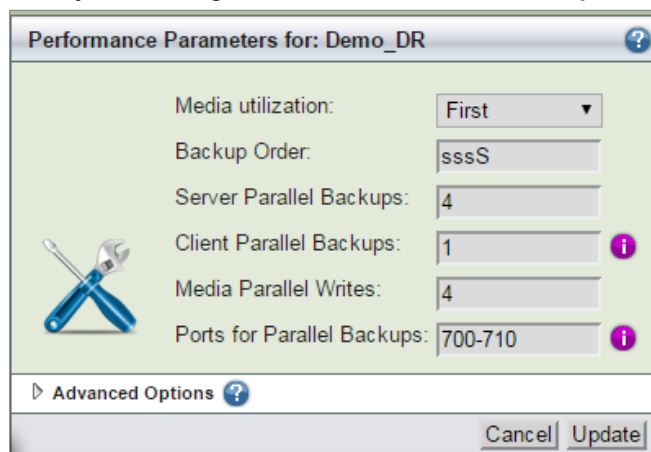 Performance Parameters for: Demo_DR ?
Media utilization: First
Backup Order: sssS
Server Parallel Backups: 4
Client Parallel Backups: 1 i
Media Parallel Writes: 4
Ports for Parallel Backups: 700-710 i
Advanced Options ?
Cancel Update